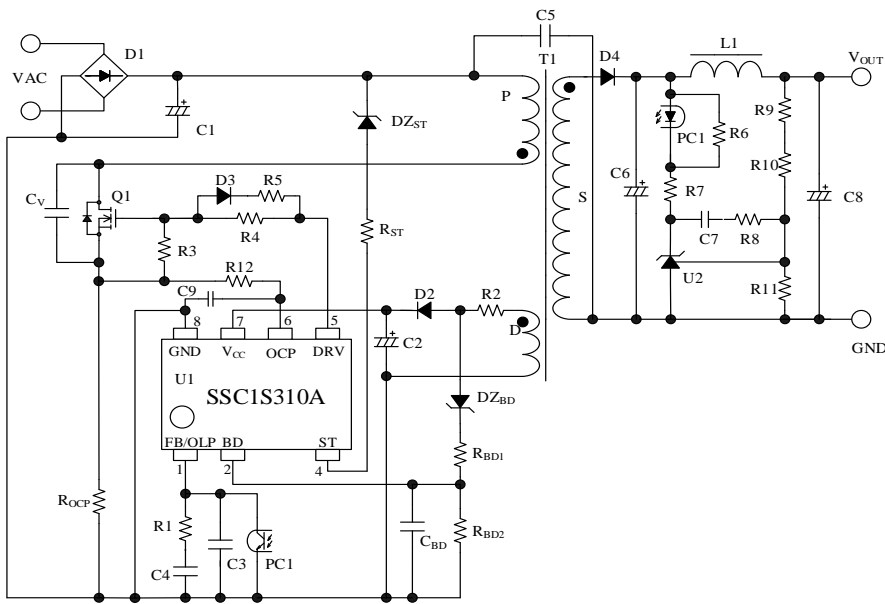 C5
D1
T1
D4
L1
VOUT
VAC
P
C1
DZST
PC1
R6
R9
R10
C6
S
R7
C8
CV
Q1
D3
R5
R4
RST
C7
R8
R3
R12
U2
R11
C9
D2
R2
8
7
6
5
GND
VCC
OCP
DRV
C2
D
GND
U1
SSC1S310A
DZBD
FB/OLP
BD
ST
1
2
4
RBD1
ROCP
R1
C3
PC1
C4
CBD
RBD2